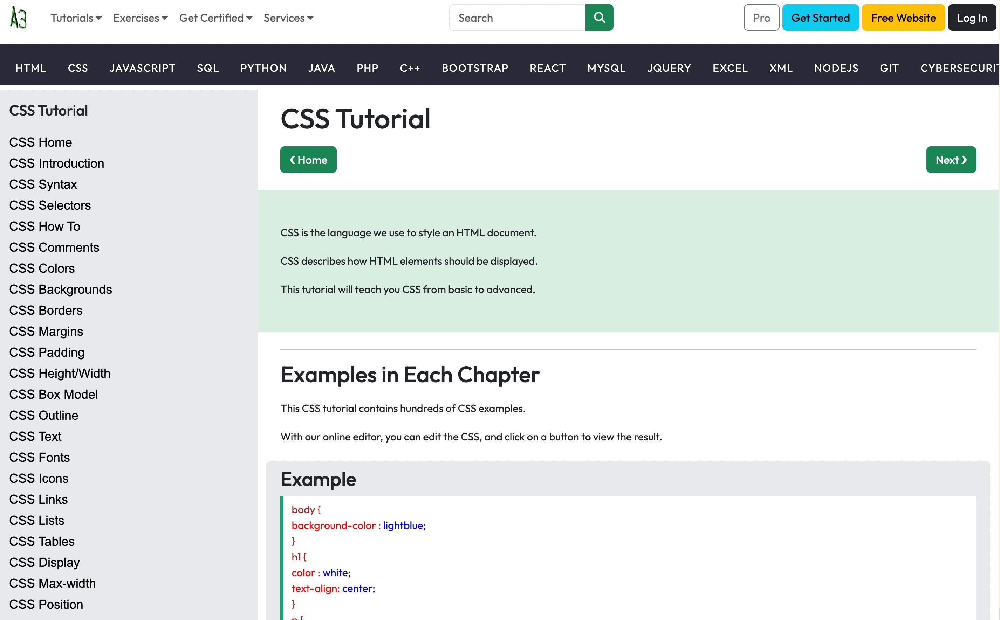 A3
Tutorials Exercises Get Certified Services
Search
Pro Get Started Free Website Log In
HTML CSS JAVASCRIPT SQL PYTHON JAVA PHP C++ BOOTSTRAP REACT MYSQL JQUERY EXCEL XML NODEJS GIT
CSS Tutorial
CSS Home
CSS Introduction
CSS Syntax
CSS Selectors
CSS How To
CSS Comments
CSS Colors
CSS Backgrounds
CSS Borders
CSS Margins
CSS Padding
CSS Height/Width
CSS Box Model
CSS Outline
CSS Text
CSS Fonts
CSS Icons
CSS Links
CSS Lists
CSS Tables
CSS Display
CSS Max-width
CSS Position
CSS Tutorial
❮ Home
Next ❯
CSS is the language we use to style an HTML document.
CSS describes how HTML elements should be displayed.
This tutorial will teach you CSS from basic to advanced.
Examples in Each Chapter
This CSS tutorial contains hundreds of CSS examples.
With our online editor, you can edit the CSS, and click on a button to view the result.
Example
body {
background-color : lightblue;
}
h1 {
color : white;
text-align: center;
}